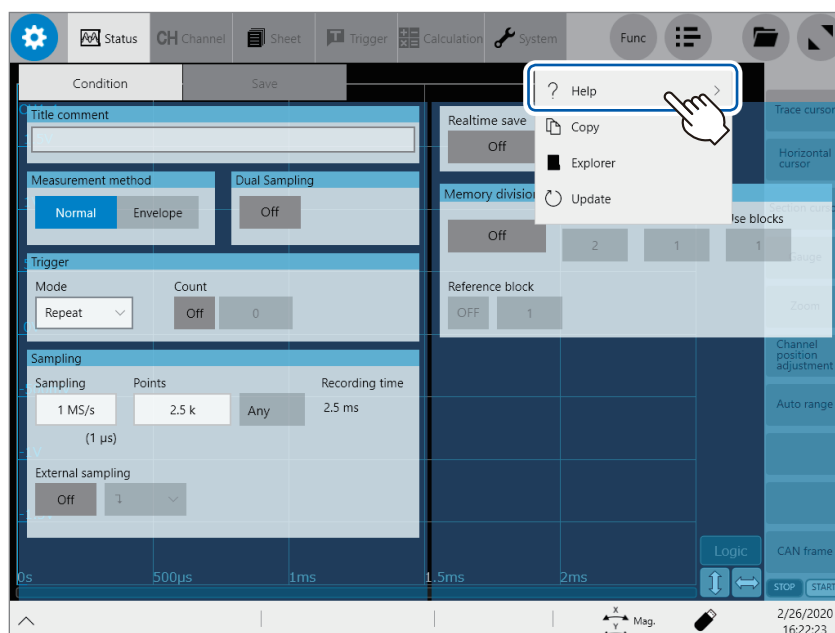 Status CH Channel Sheet Trigger Calculation System Func
Condition Save
Title comment
Measurement method Dual Sampling
Normal Envelope Off
Trigger
Mode Count
Repeat Off 0
Sampling
Sampling Points Recording time
1 MS/s 2.5 k Any 2.5 ms
(1 µs)
External sampling
Off
Realtime save
Off
Memory division
Use blocks
Off 2 1 1
Reference block
OFF 1
? Help
Copy
Explorer
Update
Trace cursor
Horizontal
cursor
Gauge
Zoom
Channel
position
adjustment
Auto range
Logic
CAN frame
STOP START
0s 500µs 1ms 1.5ms 2ms
X
Y
Mag.
2/26/2020
16:22:23